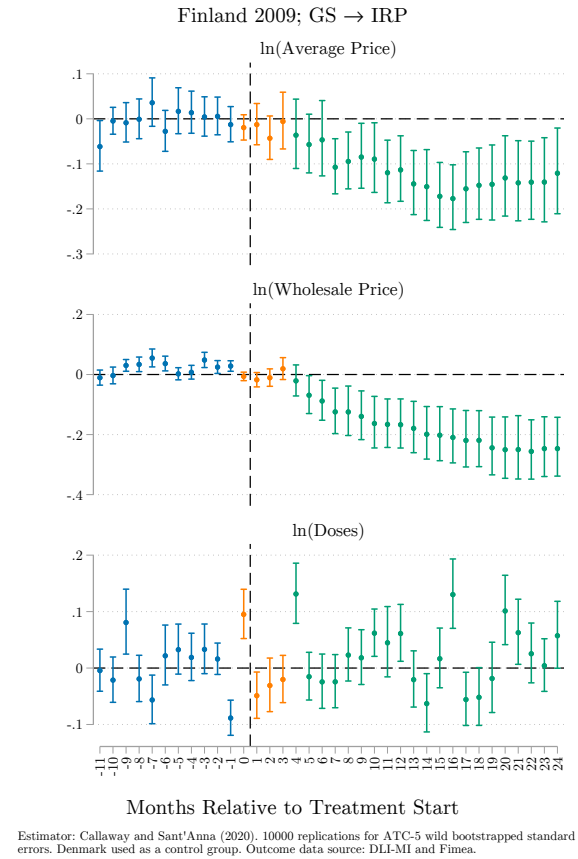 Finland 2009; GS → IRP
ln(Average Price)
.1
0
-.1
-.2
-.3
ln(Wholesale Price)
.2
0
-.2
-.4
ln(Doses)
.2
.1
0
-.1
-11 -10 -9 -8 -7 -6 -5 -4 -3 -2 -1 0 1 2 3 4 5 6 7 8 9 10 11 12 13 14 15 16 17 18 19 20 21 22 23 24
Months Relative to Treatment Start
Estimator: Callaway and Sant'Anna (2020). 10000 replications for ATC-5 wild bootstrapped standard
errors. Denmark used as a control group. Outcome data source: DLI-MI and Fimea.